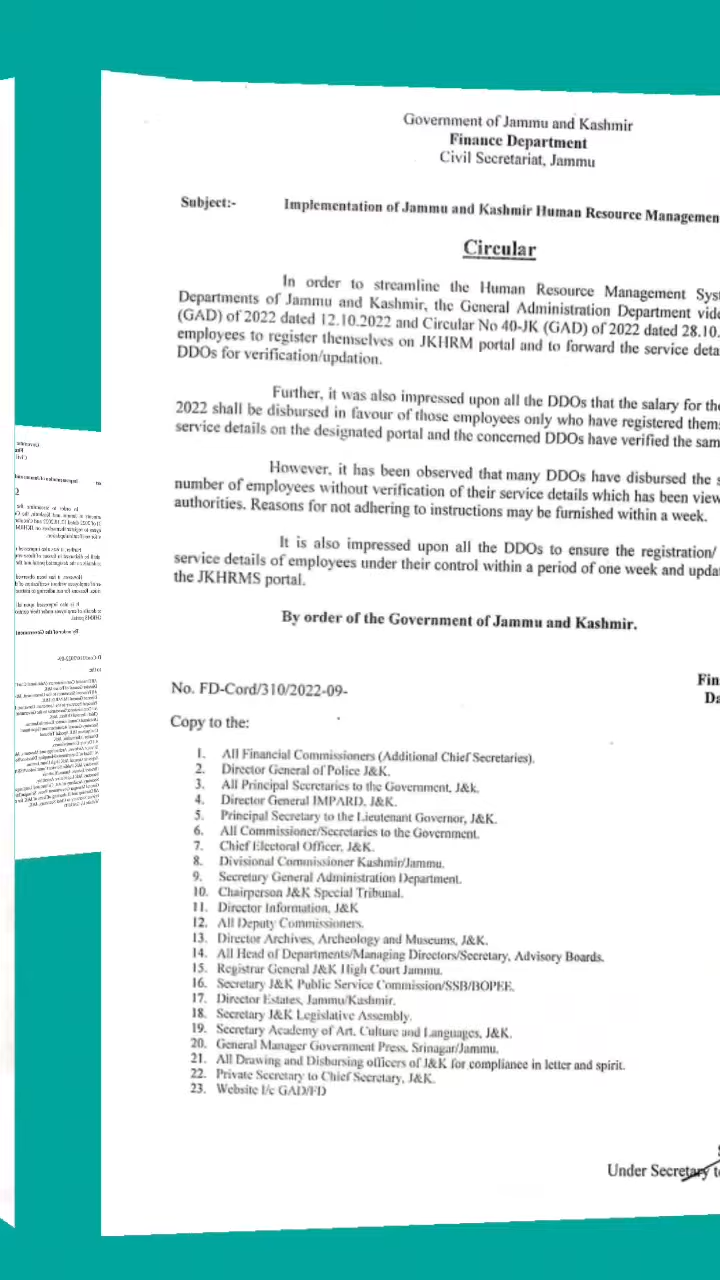 Government of Jammu and Kashmir
Finance Department
Civil Secretariat, Jammu
Subject:- Implementation of Jammu and Kashmir Human Resource Managemen
Circular
In order to streamline the Human Resource Management Syst
Departments of Jammu and Kashmir, the General Administration Department vide
(GAD) of 2022 dated 12.10.2022 and Circular No 40-JK (GAD) of 2022 dated 28.10.
employees to register themselves on JKHRM portal and to forward the service deta
DDOs for verification/updation.
Further, it was also impressed upon all the DDOs that the salary for the
2022 shall be disbursed in favour of those employees only who have registered thems
service details on the designated portal and the concerned DDOs have verified the sam
However, it has been observed that many DDOs have disbursed the s
number of employees without verification of their service details which has been view
authorities. Reasons for not adhering to instructions may be furnished within a week.
It is also impressed upon all the DDOs to ensure the registration/
service details of employees under their control within a period of one week and updat
the JKHRMS portal.
By order of the Government of Jammu and Kashmir.
Fin
No. FD-Cord/310/2022-09-
Da
Copy to the:
1. All Financial Commissioners (Additional Chief Secretaries).
2. Director General of Police J&K.
3. All Principal Secretaries to the Government, J&k.
4. Director General IMPARD, J&K.
5. Principal Secretary to the Lieutenant Governor, J&K.
6. All Commissioner/Secretaries to the Government.
7. Chief Electoral Officer, J&K.
8. Divisional Commissioner Kashmir/Jammu.
9. Secretary General Administration Department.
10. Chairperson J&K Special Tribunal.
11. Director Information, J&K
12. All Deputy Commissioners.
13. Director Archives, Archeology and Museums, J&K.
14. All Head of Departments/Managing Directors/Secretary, Advisory Boards.
15. Registrar General J&K High Court Jammu.
16. Secretary J&K Public Service Commission/SSB/BOPEE.
17. Director Estates, Jammu/Kashmir.
18. Secretary J&K Legislative Assembly.
19. Secretary Academy of Art, Culture and Languages, J&K.
20. General Manager Government Press, Srinagar/Jammu.
21. All Drawing and Disbursing officers of J&K for compliance in letter and spirit.
22. Private Secretary to Chief Secretary, J&K.
23. Website I/c GAD/FD
Under Secretary to